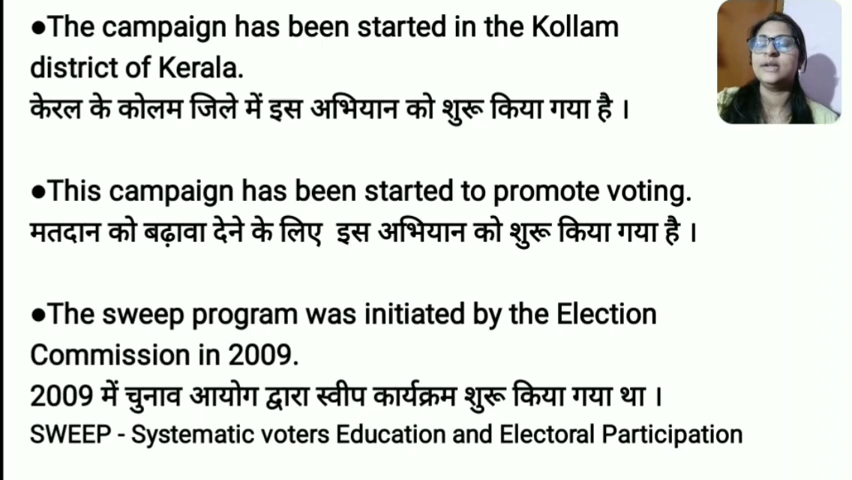 ●The campaign has been started in the Kollam
district of Kerala.
केरल के कोलम जिले में इस अभियान को शुरू किया गया है ।
●This campaign has been started to promote voting.
मतदान को बढ़ावा देने के लिए इस अभियान को शुरू किया गया है ।
●The sweep program was initiated by the Election
Commission in 2009.
2009 में चुनाव आयोग द्वारा स्वीप कार्यक्रम शुरू किया गया था ।
SWEEP - Systematic voters Education and Electoral Participation